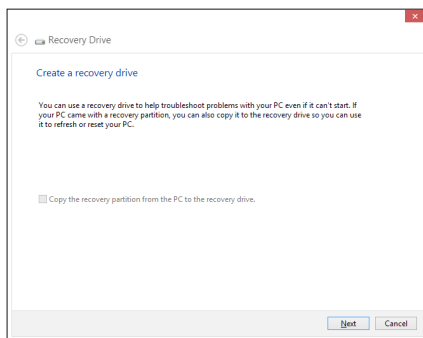 Recovery Drive
Create a recovery drive
You can use a recovery drive to help troubleshoot problems with your PC even if it can't start. If
your PC came with a recovery partition, you can also copy it to the recovery drive so you can use
it to refresh or reset your PC.
Copy the recovery partition from the PC to the recovery drive.
Next Cancel